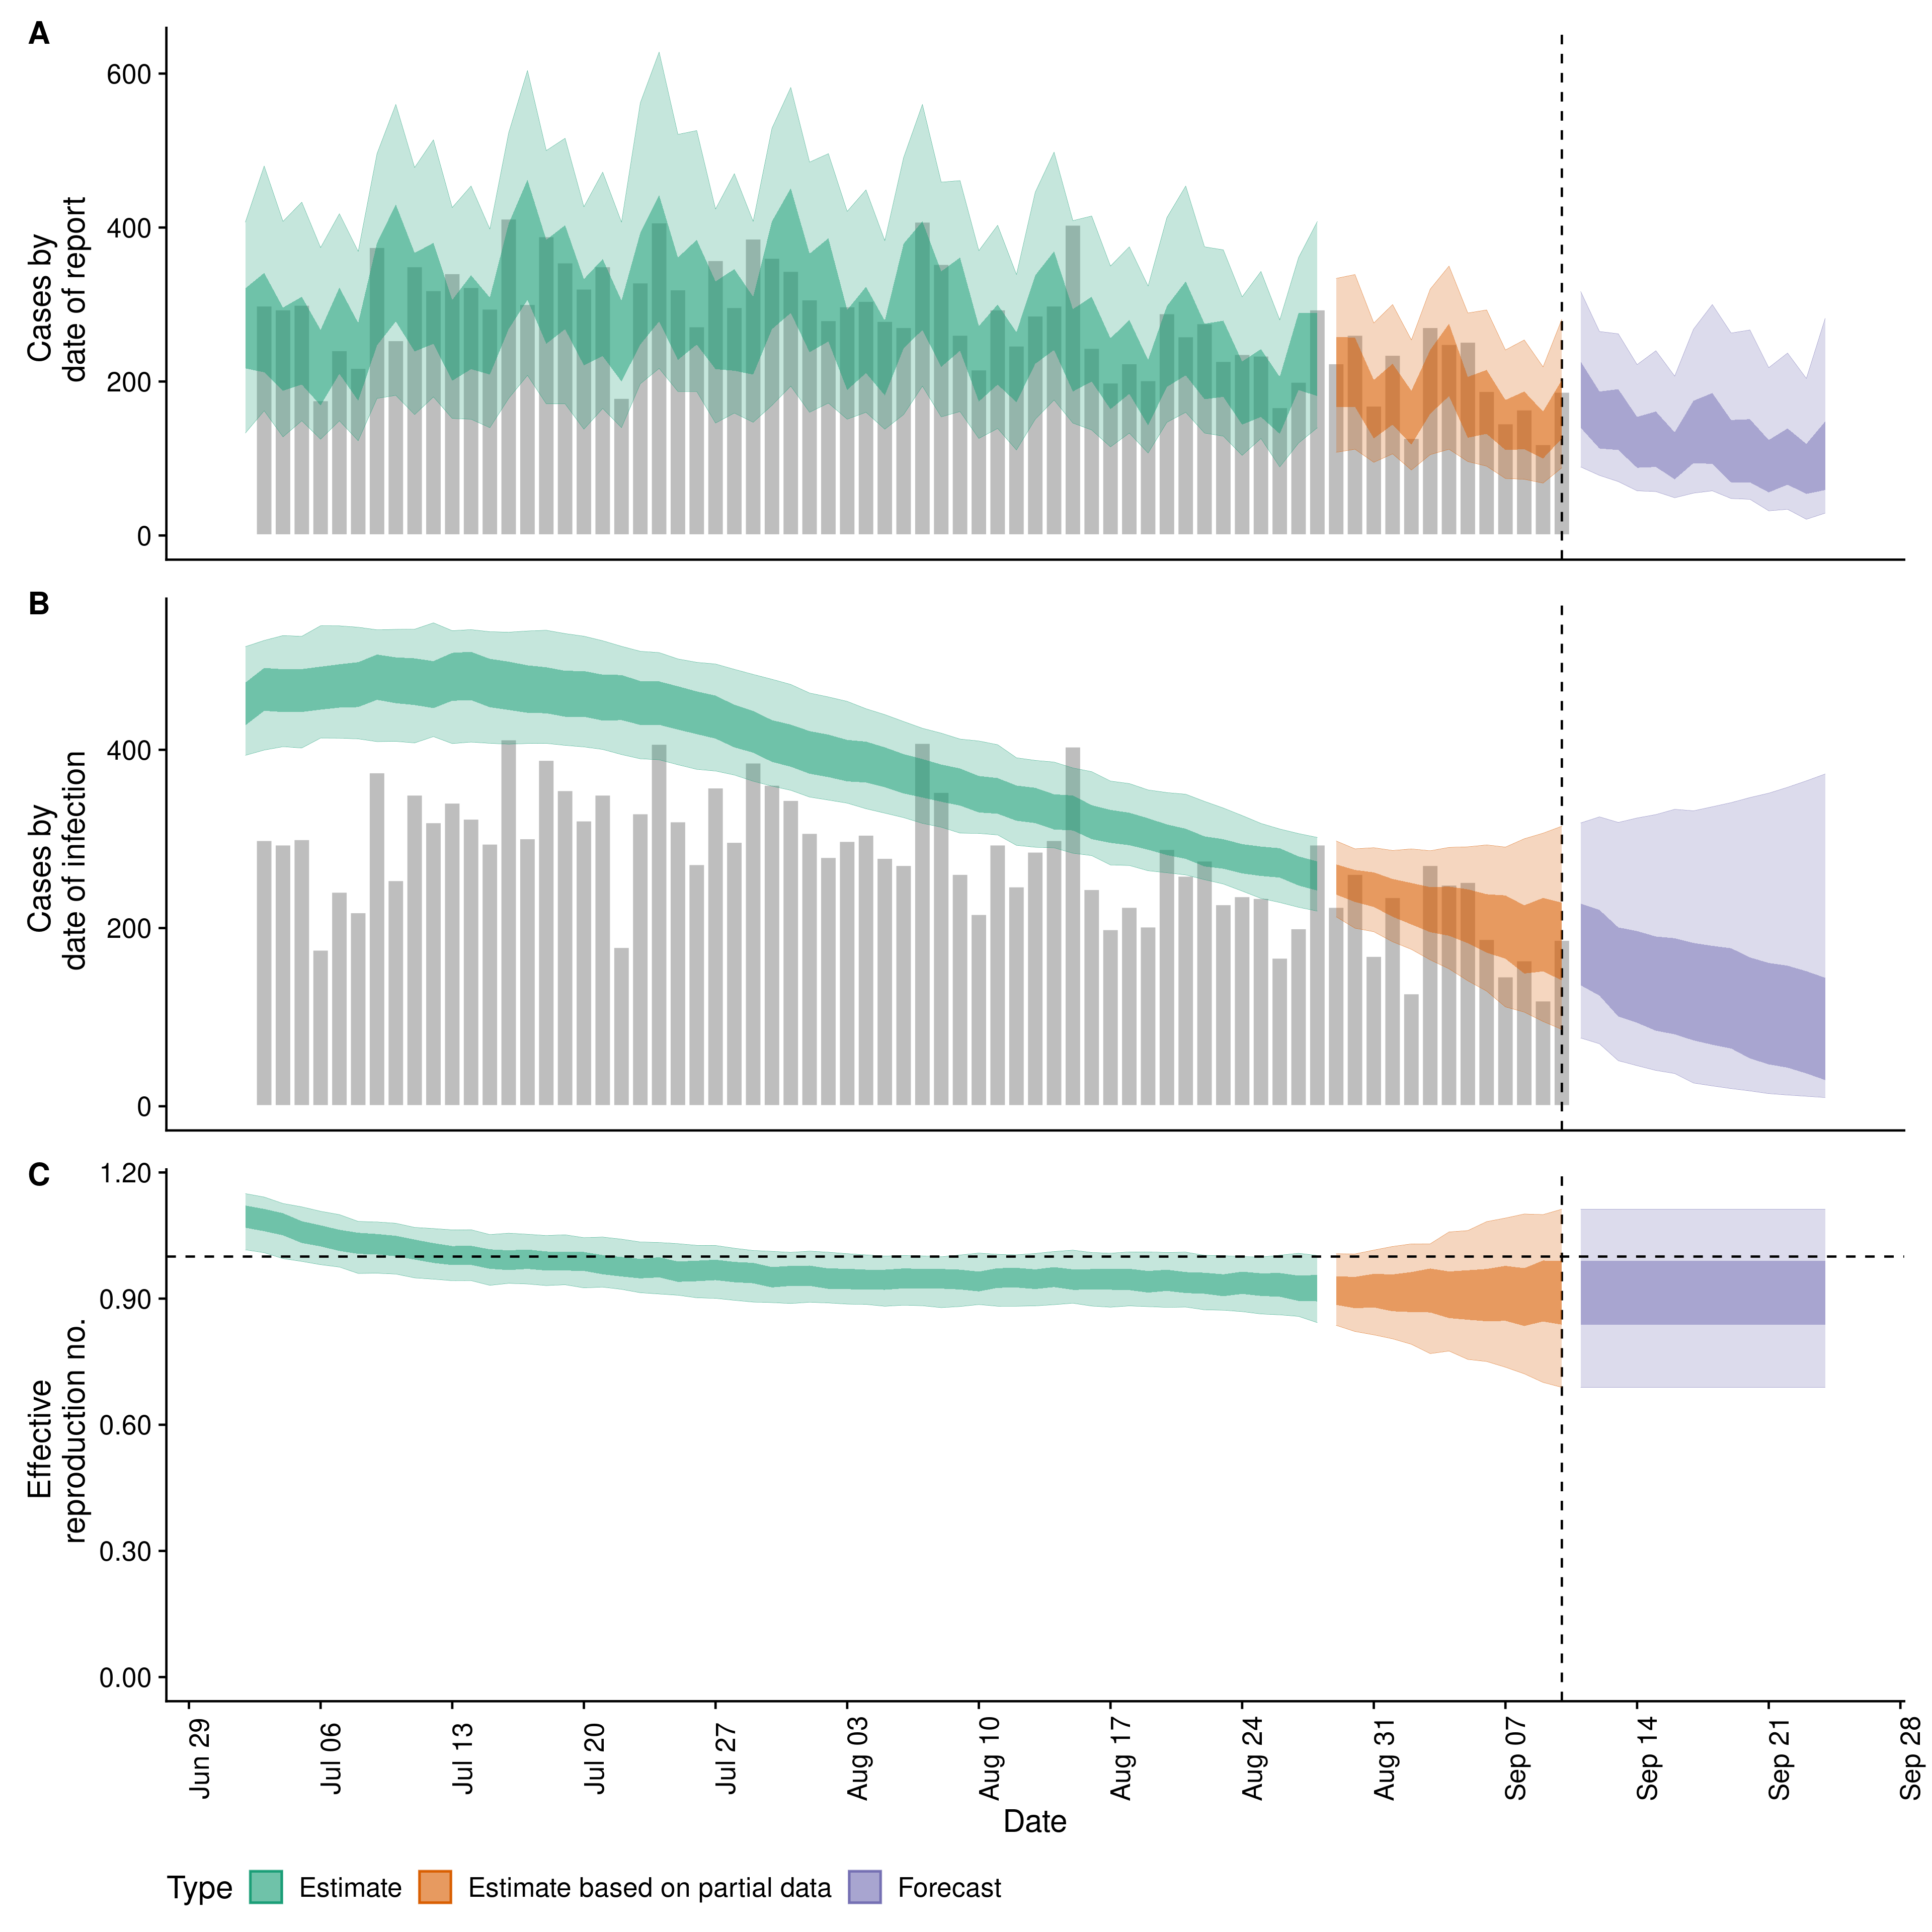 A
600
400
200
0
Cases by
date of report
B
400
200
0
Cases by
date of infection
C
1.20
0.90
0.60
0.30
0.00
Effective
reproduction no.
Jun 29
Jul 06
Jul 13
Jul 20
Jul 27
Aug 03
Aug 10
Aug 17
Aug 24
Aug 31
Sep 07
Sep 14
Sep 21
Sep 28
Date
Type Estimate Estimate based on partial data Forecast